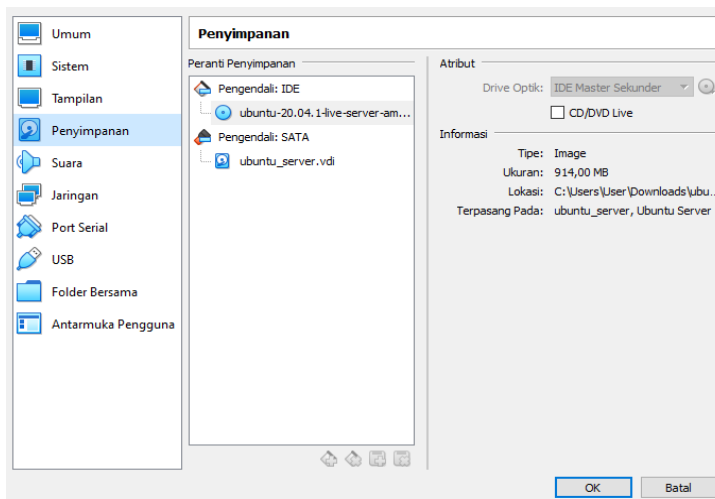 Umum
Sistem
Tampilan
Penyimpanan
Suara
Jaringan
Port Serial
USB
Folder Bersama
Antarmuka Pengguna
Penyimpanan
Peranti Penyimpanan
Pengendali: IDE
ubuntu-20.04.1-live-server-am...
Pengendali: SATA
ubuntu_server.vdi
Atribut
Drive Optik: IDE Master Sekunder
CD/DVD Live
Informasi
Tipe: Image
Ukuran: 914,00 MB
Lokasi: C:\Users\User\Downloads\ubu...
Terpasang Pada: ubuntu_server, Ubuntu Server
OK
Batal